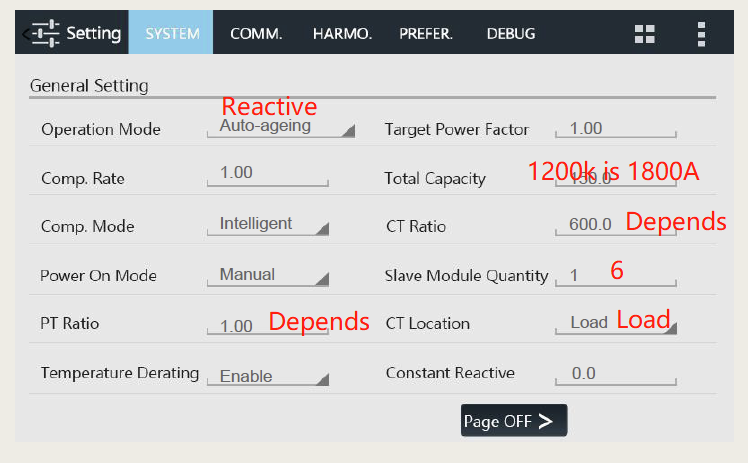 Setting SYSTEM COMM. HARMO. PREFER. DEBUG
General Setting
Reactive
Operation Mode Auto-ageing Target Power Factor 1.00
Comp. Rate 1.00 Total Capacity 150.0 1200k is 1800A
Comp. Mode Intelligent CT Ratio 600.0 Depends
Power On Mode Manual Slave Module Quantity 1 6
PT Ratio 1.00 Depends CT Location Load Load
Temperature Derating Enable Constant Reactive 0.0
Page OFF >